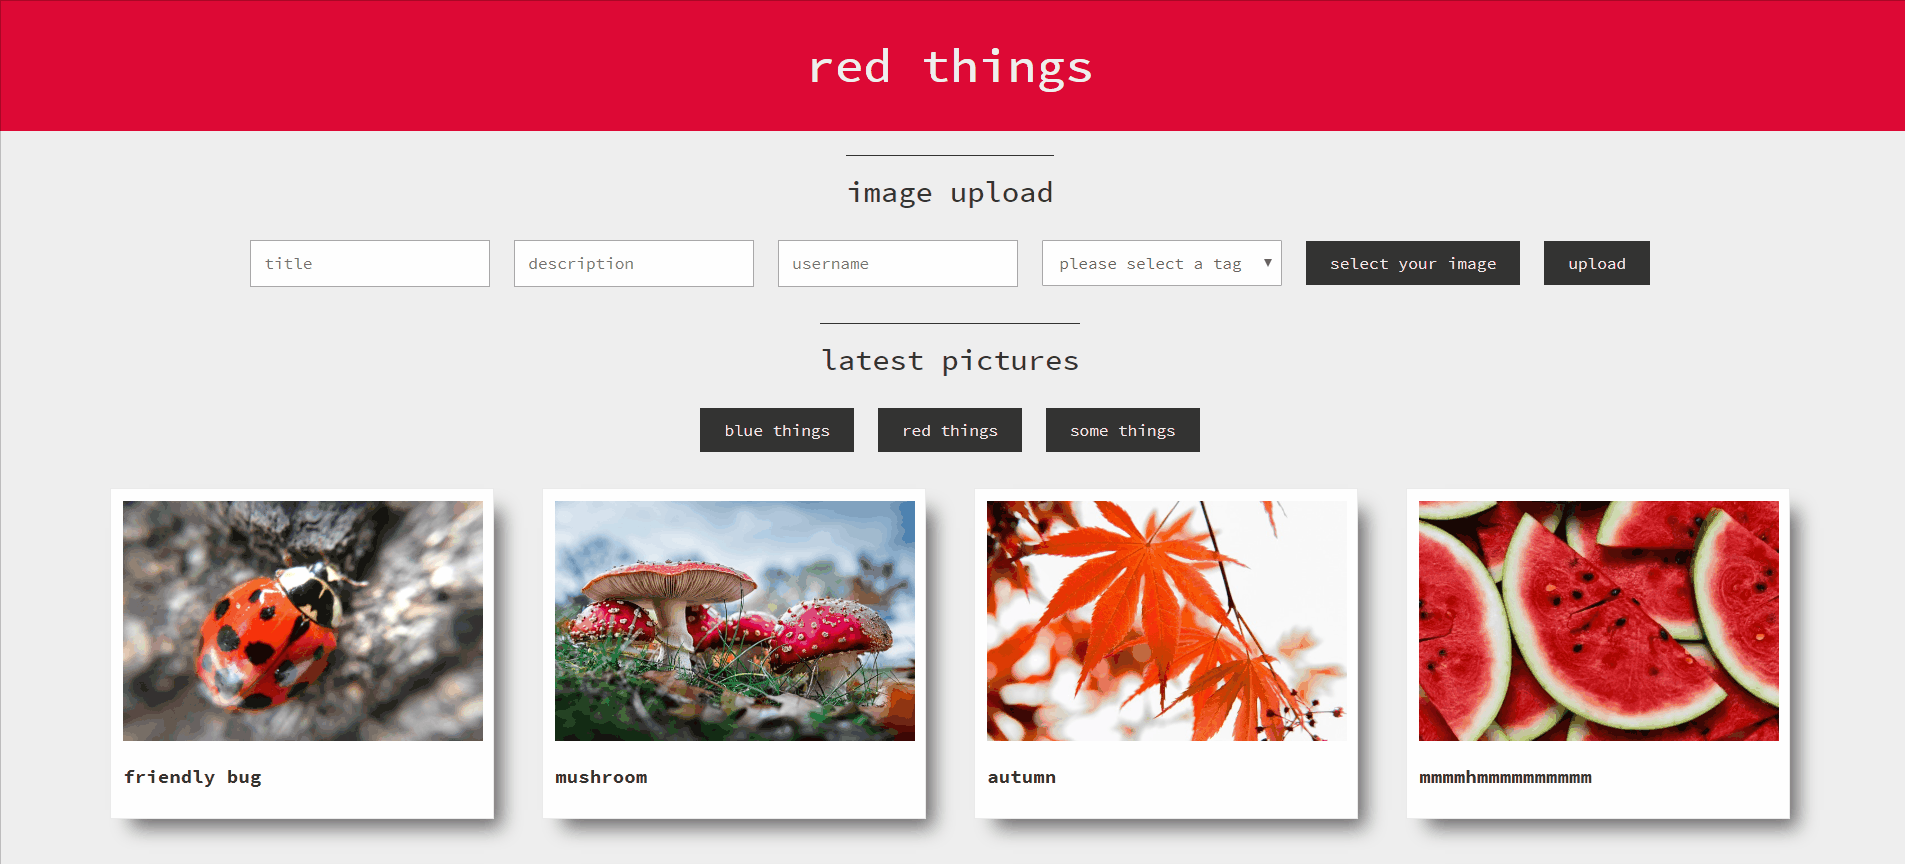 red things
image upload
title description username please select a tag ▼ select your image upload
latest pictures
blue things red things some things
friendly bug mushroom autumn mmmmhmmmmmmmmmm